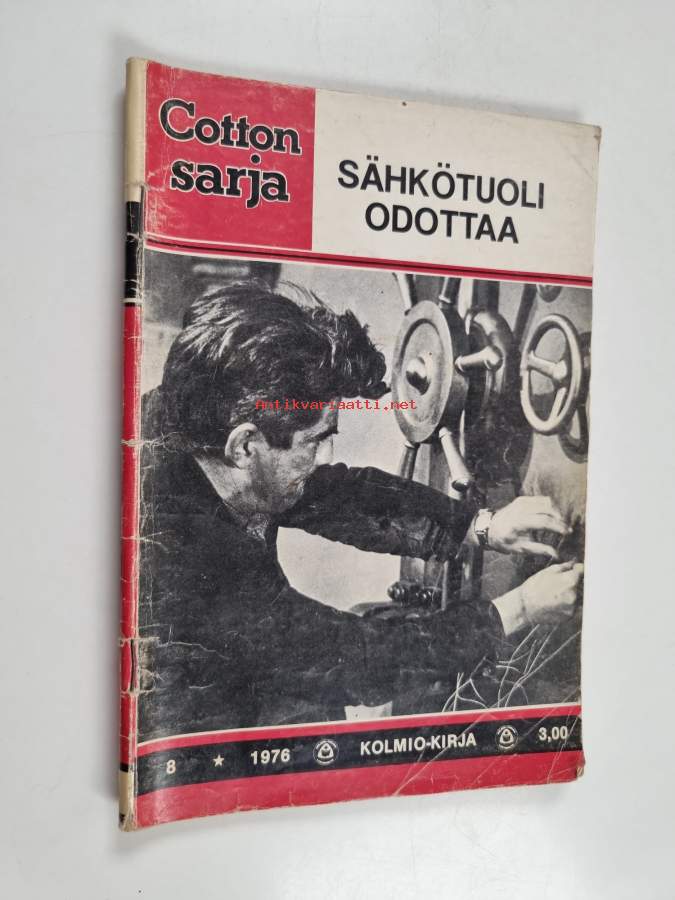 Cotton
sarja
SÄHKÖTUOLI
ODOTTAA
Antikvariaatti.net
8 ★ 1976 KOLMIO-KIRJA 3,00